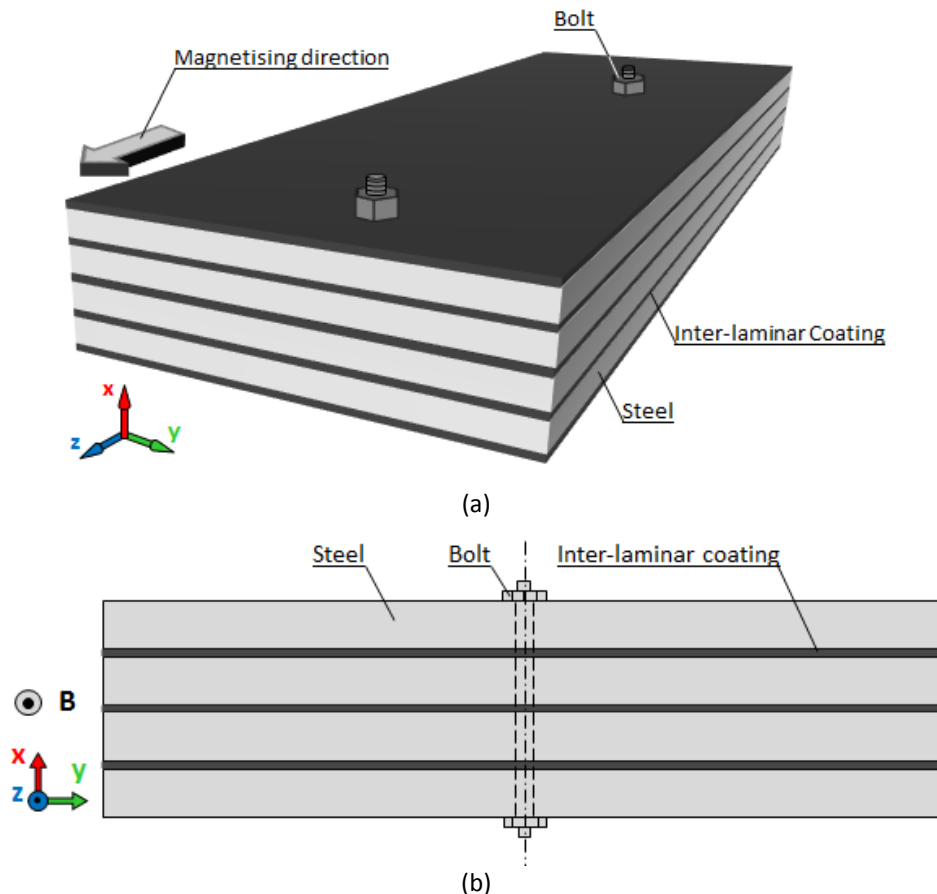 Bolt
Magnetising direction
Inter-laminar Coating
Steel
x
z
y
(a)
Steel
Bolt
Inter-laminar coating
B
x
y
z
(b)